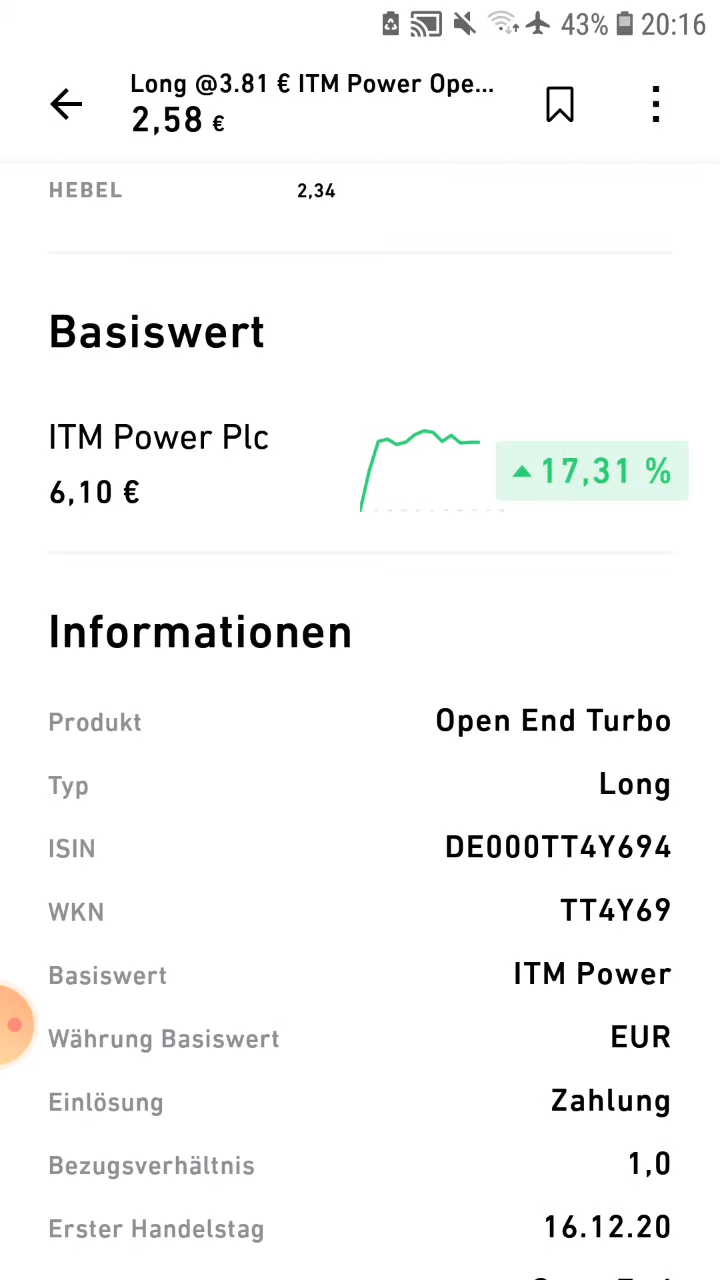 43% 20:16
Long @3.81 € ITM Power Ope...
2,58 €
HEBEL 2,34
Basiswert
ITM Power Plc
6,10 €
17,31 %
Informationen
Produkt Open End Turbo
Typ Long
ISIN DE000TT4Y694
WKN TT4Y69
Basiswert ITM Power
Währung Basiswert EUR
Einlösung Zahlung
Bezugsverhältnis 1,0
Erster Handelstag 16.12.20